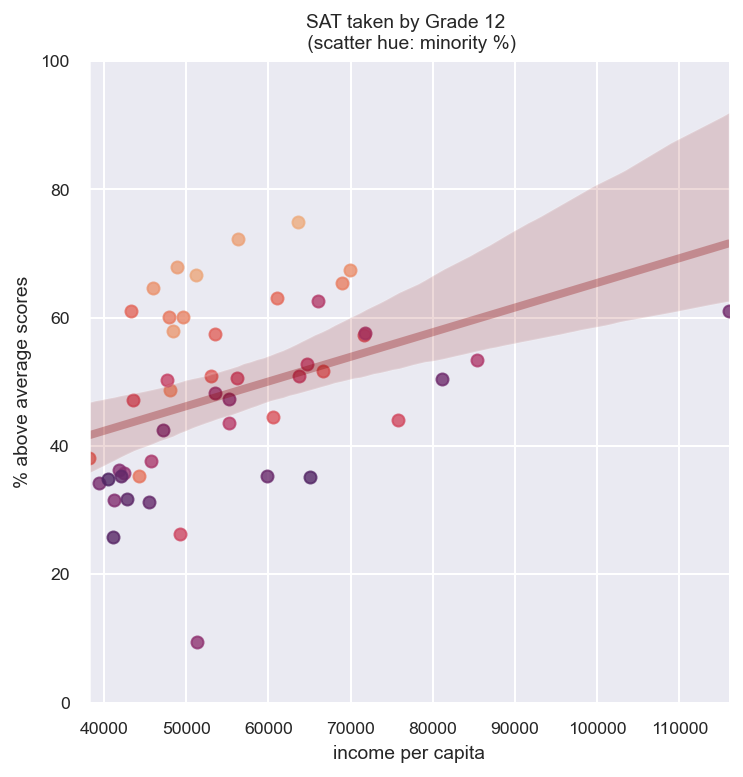 SAT taken by Grade 12
(scatter hue: minority %)
100
80
60
40
20
0
% above average scores
40000 50000 60000 70000 80000 90000 100000 110000
income per capita